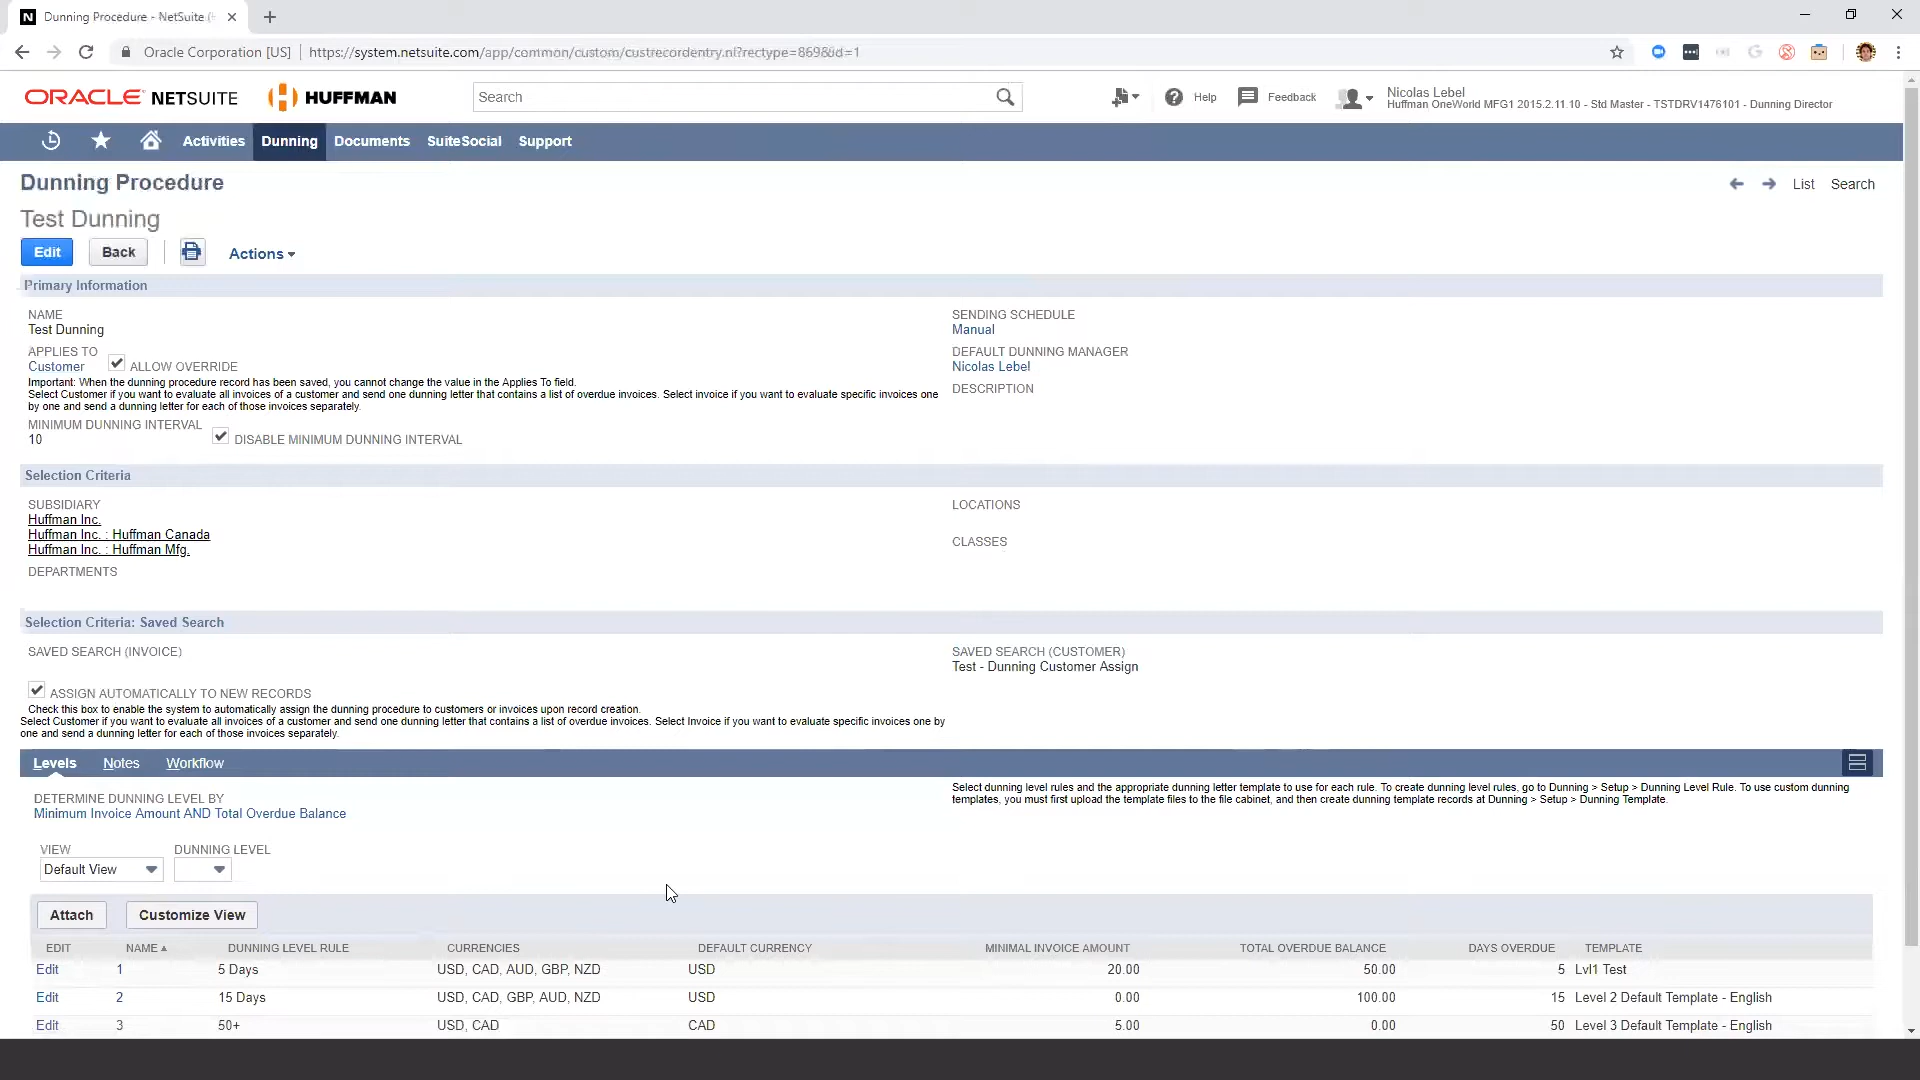 Dunning Procedure - NetSuite (
Oracle Corporation [US]
https://system.netsuite.com/app/common/custom/custrecordentry.nl?rectype=869&id=1
ORACLE NETSUITE
HUFFMAN
Search
Help
Feedback
Nicolas Lebel
Huffman OneWorld MFG1 2015.2.11.10 - Std Master - TSTDRV1476101 - Dunning Director
Activities
Dunning
Documents
SuiteSocial
Support
Dunning Procedure
List
Search
Test Dunning
Edit
Back
Actions
Primary Information
NAME
Test Dunning
APPLIES TO
Customer
ALLOW OVERRIDE
Important: When the dunning procedure record has been saved, you cannot change the value in the Applies To field.
Select Customer if you want to evaluate all invoices of a customer and send one dunning letter that contains a list of overdue invoices. Select invoice if you want to evaluate specific invoices one
by one and send a dunning letter for each of those invoices separately.
MINIMUM DUNNING INTERVAL
10
DISABLE MINIMUM DUNNING INTERVAL
SENDING SCHEDULE
Manual
DEFAULT DUNNING MANAGER
Nicolas Lebel
DESCRIPTION
Selection Criteria
SUBSIDIARY
Huffman Inc.
Huffman Inc. : Huffman Canada
Huffman Inc. : Huffman Mfg.
DEPARTMENTS
LOCATIONS
CLASSES
Selection Criteria: Saved Search
SAVED SEARCH (INVOICE)
SAVED SEARCH (CUSTOMER)
Test - Dunning Customer Assign
ASSIGN AUTOMATICALLY TO NEW RECORDS
Check this box to enable the system to automatically assign the dunning procedure to customers or invoices upon record creation.
Select Customer if you want to evaluate all invoices of a customer and send one dunning letter that contains a list of overdue invoices. Select Invoice if you want to evaluate specific invoices one by
one and send a dunning letter for each of those invoices separately.
Levels
Notes
Workflow
DETERMINE DUNNING LEVEL BY
Minimum Invoice Amount AND Total Overdue Balance
Select dunning level rules and the appropriate dunning letter template to use for each rule. To create dunning level rules, go to Dunning > Setup > Dunning Level Rule. To use custom dunning
templates, you must first upload the template files to the file cabinet, and then create dunning template records at Dunning > Setup > Dunning Template.
VIEW
Default View
DUNNING LEVEL
Attach
Customize View
EDIT NAME DUNNING LEVEL RULE CURRENCIES DEFAULT CURRENCY MINIMAL INVOICE AMOUNT TOTAL OVERDUE BALANCE DAYS OVERDUE TEMPLATE
Edit 1 5 Days USD, CAD, AUD, GBP, NZD USD 20.00 50.00 5 Lvl1 Test
Edit 2 15 Days USD, CAD, GBP, AUD, NZD USD 0.00 100.00 15 Level 2 Default Template - English
Edit 3 50+ USD, CAD CAD 5.00 0.00 50 Level 3 Default Template - English